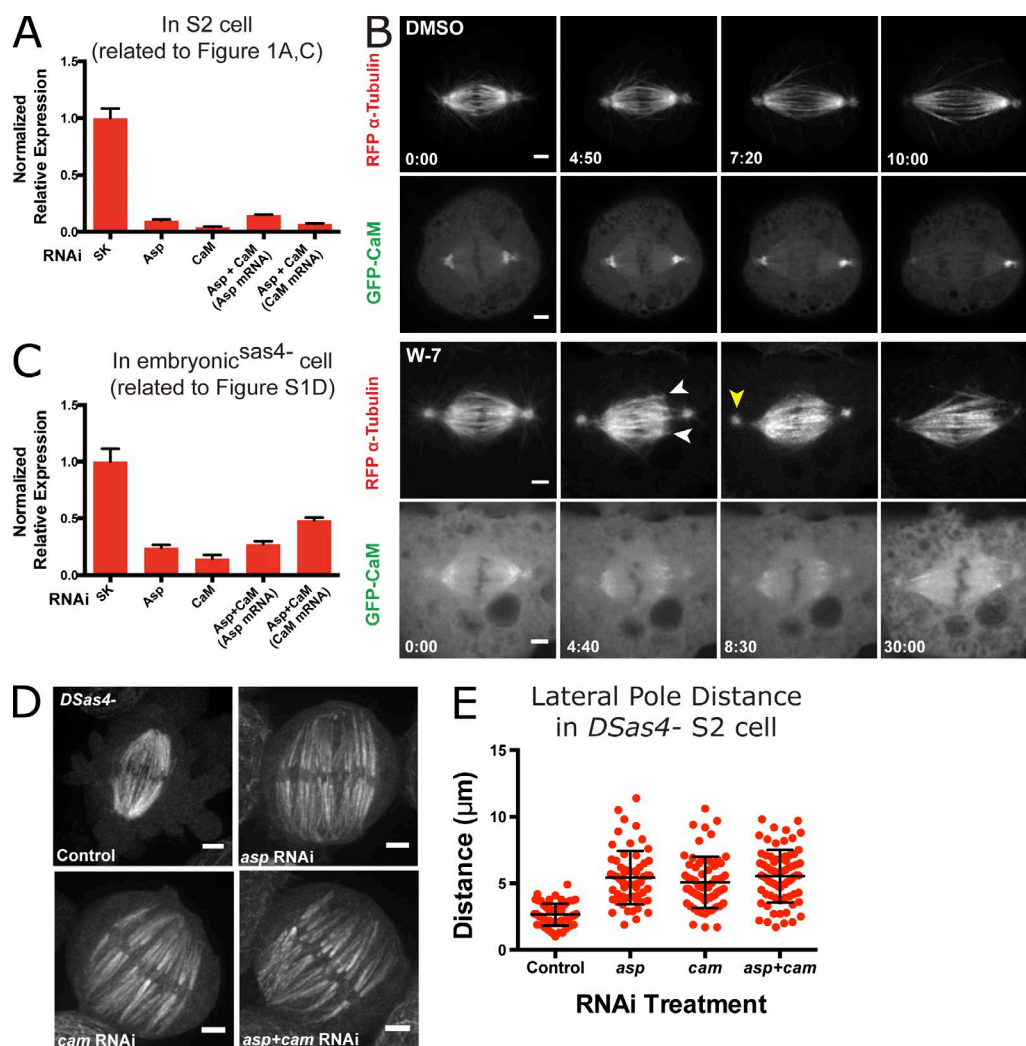 A
In S2 cell
(related to Figure 1A,C)
Normalized
Relative Expression
1.5
1.0
0.5
0.0
RNAi
SK
Asp
CaM
Asp + CaM
(Asp mRNA)
Asp + CaM
(CaM mRNA)
B
DMSO
RFP α-Tubulin
0:00
4:50
7:20
10:00
GFP-CaM
W-7
RFP α-Tubulin
GFP-CaM
0:00
4:40
8:30
30:00
C
In embryonic sas4- cell
(related to Figure S1D)
Normalized
Relative Expression
1.5
1.0
0.5
0.0
RNAi
SK
Asp
CaM
Asp+CaM
(Asp mRNA)
Asp+CaM
(CaM mRNA)
D
DSas4-
Control
asp RNAi
cam RNAi
asp+cam RNAi
E
Lateral Pole Distance
in DSas4- S2 cell
Distance (μm)
15
10
5
0
Control
asp
cam
asp+cam
RNAi Treatment